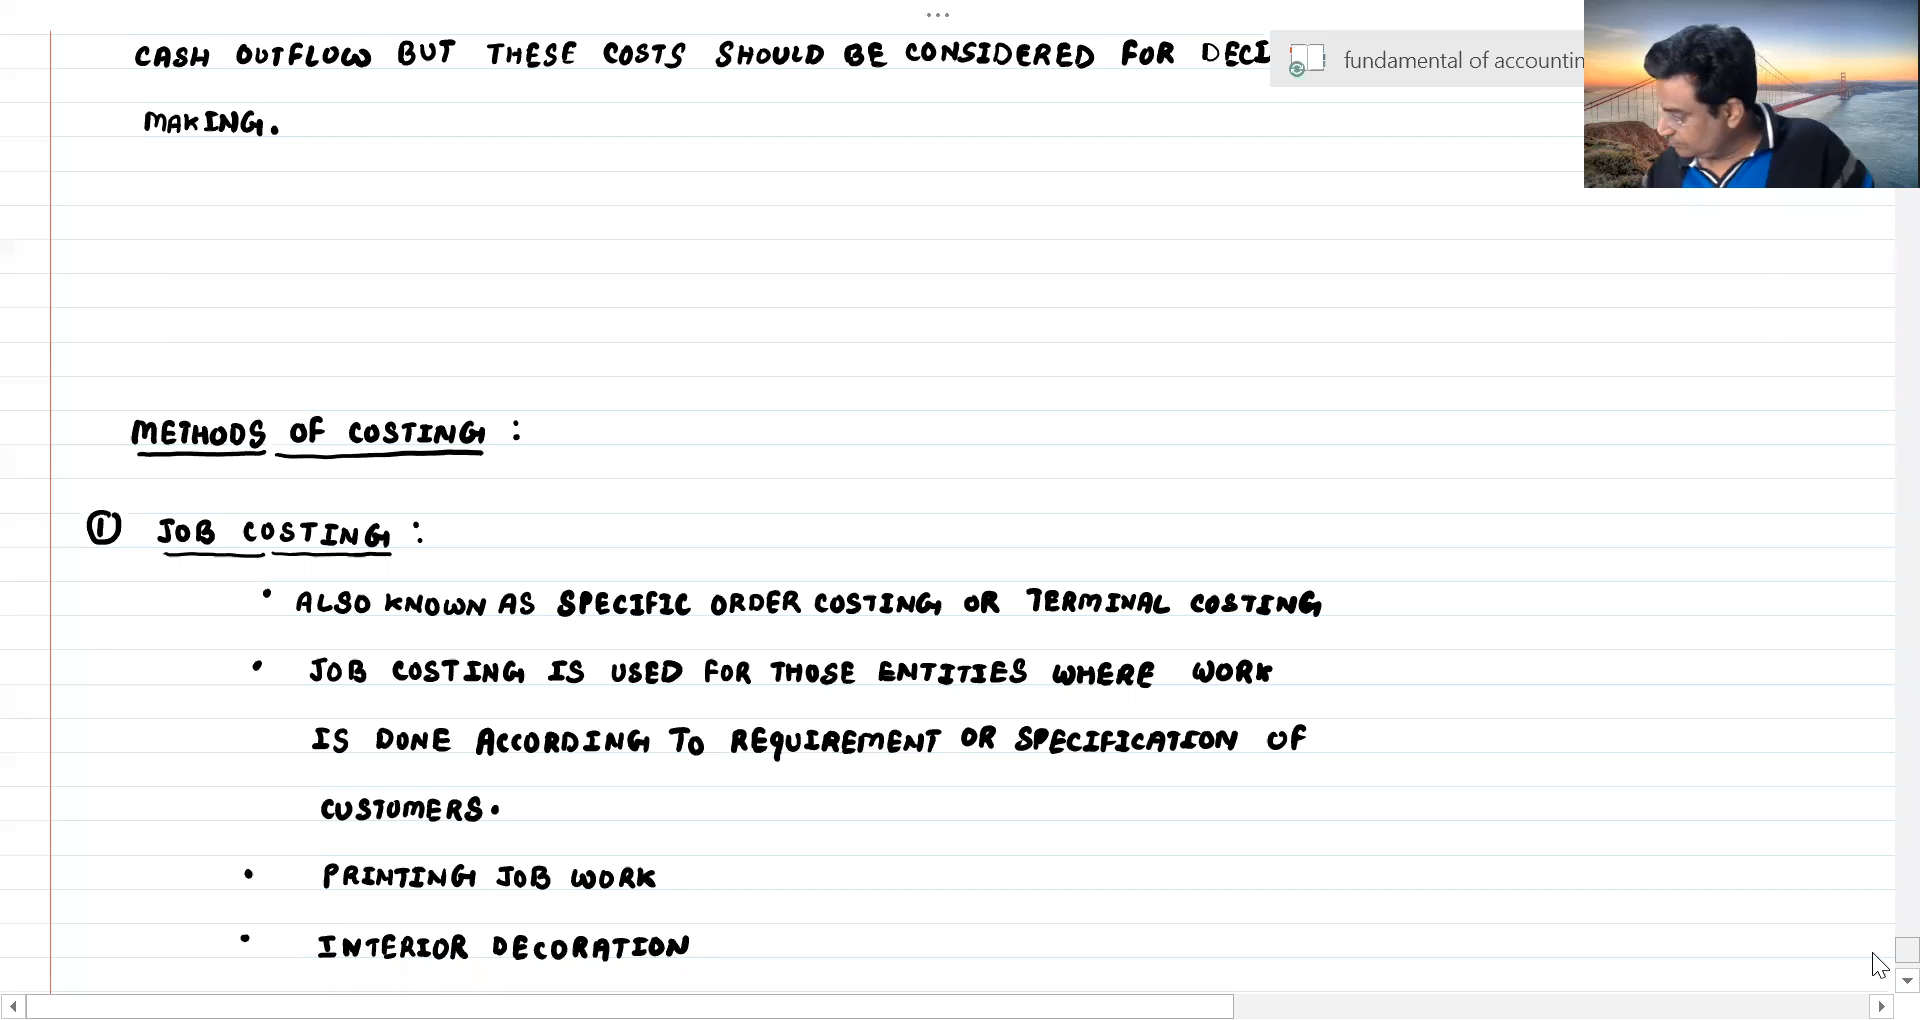 ...
CASH OUTFLOW BUT THESE COSTS SHOULD BE CONSIDERED FOR DECI
fundamental of accountin
MAKING.
METHODS OF COSTING :
① JOB COSTING :
• ALSO KNOWN AS SPECIFIC ORDER COSTING OR TERMINAL COSTING
• JOB COSTING IS USED FOR THOSE ENTITIES WHERE WORK
IS DONE ACCORDING TO REQUIREMENT OR SPECIFICATION OF
CUSTOMERS.
• PRINTING JOB WORK
• INTERIOR DECORATION